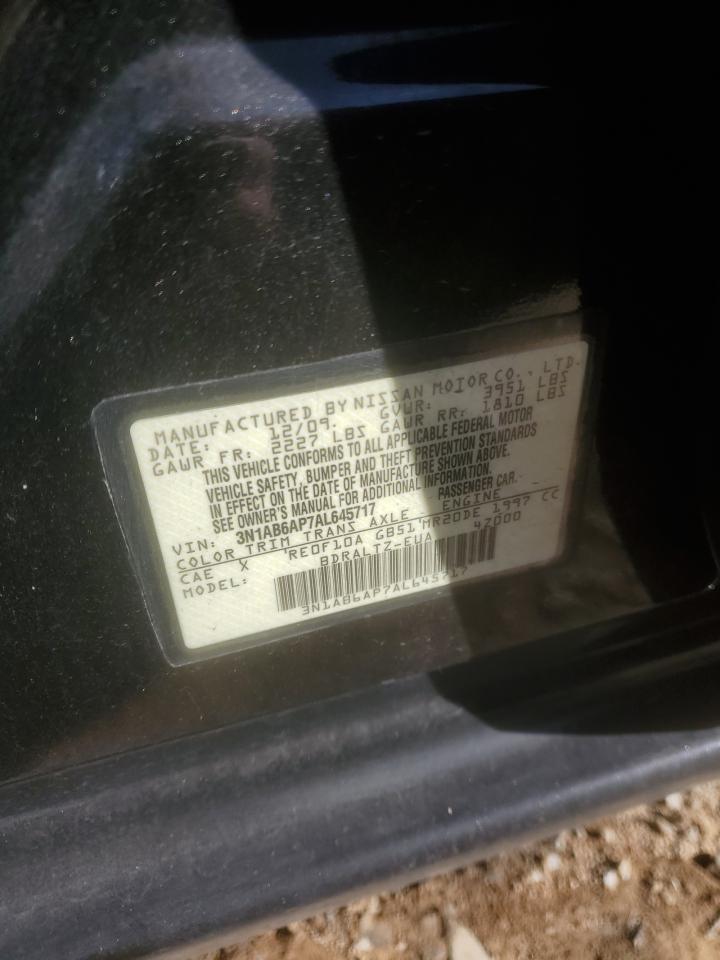 MANUFACTURED BY NISSAN MOTOR CO., LTD.
DATE: 12/09. GVWR: 3951 LBS
GAWR FR: 2227 LBS GAWR RR: 1810 LBS
THIS VEHICLE CONFORMS TO ALL APPLICABLE FEDERAL MOTOR
VEHICLE SAFETY, BUMPER AND THEFT PREVENTION STANDARDS
IN EFFECT ON THE DATE OF MANUFACTURE SHOWN ABOVE.
SEE OWNER'S MANUAL FOR ADDITIONAL INFORMATION.
VIN: 3N1AB6AP7AL645717 PASSENGER CAR.
COLOR TRIM TRANS AXLE ENGINE
CAE X RE0F10A GB51 MR20DE 1997 CC
MODEL: BDRALTZ-EUA 4Z000
3N1AB6AP7AL645717